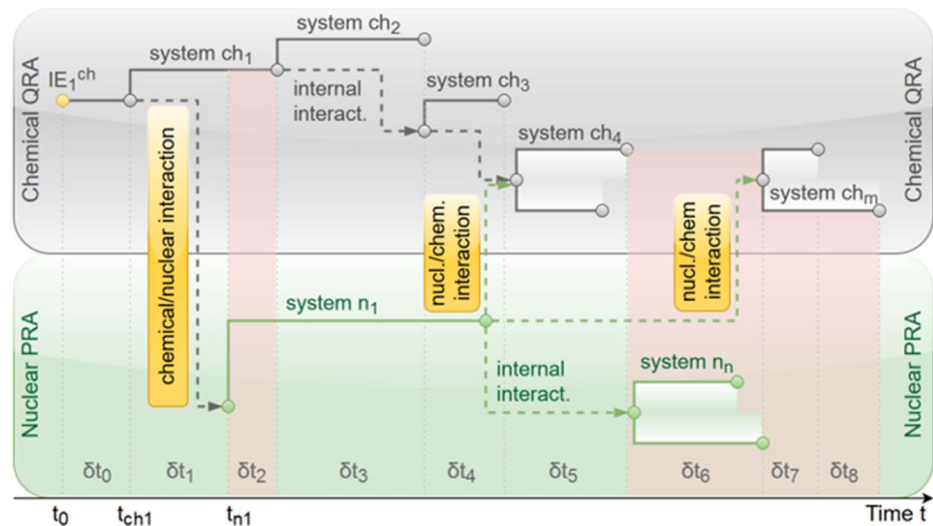 Chemical QRA
IE₁ᶜʰ
system ch₁
system ch₂
internal
interact.
system ch₃
system ch₄
system chₘ
Chemical QRA
chemical/nuclear interaction
nucl./chem.
interaction
nucl./chem
interaction
Nuclear PRA
system n₁
internal
interact.
system nₙ
Nuclear PRA
δt₀ δt₁ δt₂ δt₃ δt₄ δt₅ δt₆ δt₇ δt₈
t₀ t_ch1 t_n1 Time t